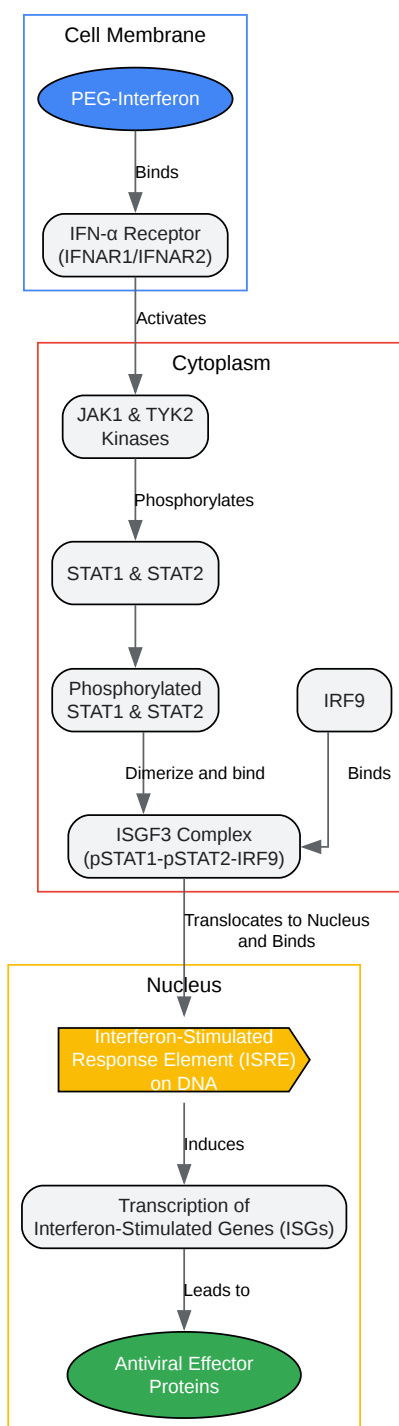 Cell Membrane
PEG-Interferon
Binds
IFN-α Receptor
(IFNAR1/IFNAR2)
Activates
Cytoplasm
JAK1 & TYK2
Kinases
Phosphorylates
STAT1 & STAT2
Phosphorylated
STAT1 & STAT2
IRF9
Dimerize and bind
Binds
ISGF3 Complex
(pSTAT1-pSTAT2-IRF9)
Translocates to Nucleus
and Binds
Nucleus
Interferon-Stimulated
Response Element (ISRE)
on DNA
Induces
Transcription of
Interferon-Stimulated Genes (ISGs)
Leads to
Antiviral Effector
Proteins